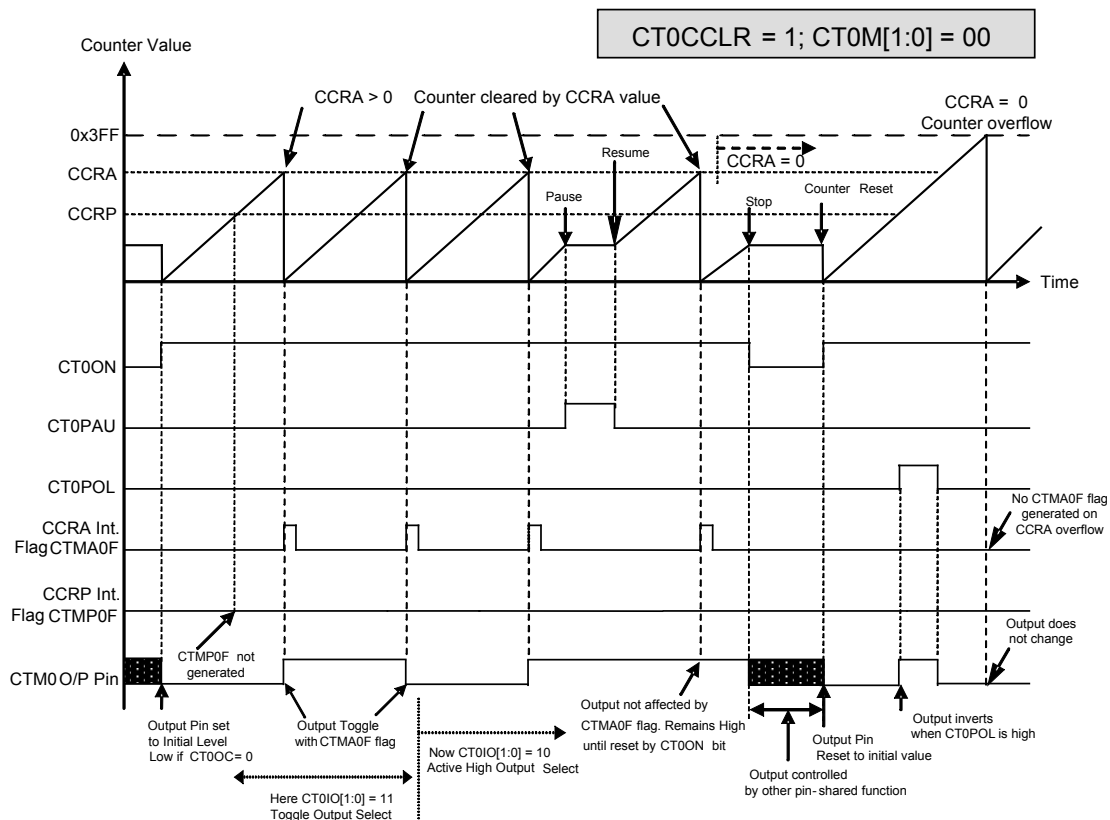 CT0CCLR = 1; CT0M[1:0] = 00
Counter Value
CCRA > 0
Counter cleared by CCRA value
CCRA = 0
Counter overflow
0x3FF
Resume
CCRA = 0
CCRA
Pause
Stop
Counter Reset
CCRP
Time
CT0ON
CT0PAU
CT0POL
No CTMA0F flag
generated on
CCRA overflow
CCRA Int.
Flag CTMA0F
CCRP Int.
Flag CTMP0F
CTMP0F not
generated
Output does
not change
CTM0 O/P Pin
Output Pin set
to Initial Level
Low if CT0OC= 0
Output Toggle
with CTMA0F flag
Now CT0IO[1:0] = 10
Active High Output Select
Output not affected by
CTMA0F flag. Remains High
until reset by CT0ON bit
Output Pin
Reset to initial value
Output inverts
when CT0POL is high
Output controlled
by other pin-shared function
Here CT0IO[1:0] = 11
Toggle Output Select